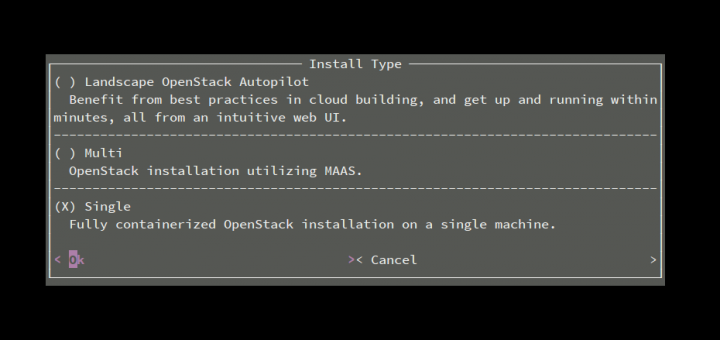 Install Type
( ) Landscape OpenStack Autopilot
Benefit from best practices in cloud building, and get up and running within
minutes, all from an intuitive web UI.
( ) Multi
OpenStack installation utilizing MAAS.
(X) Single
Fully containerized OpenStack installation on a single machine.
< Ok >< Cancel >